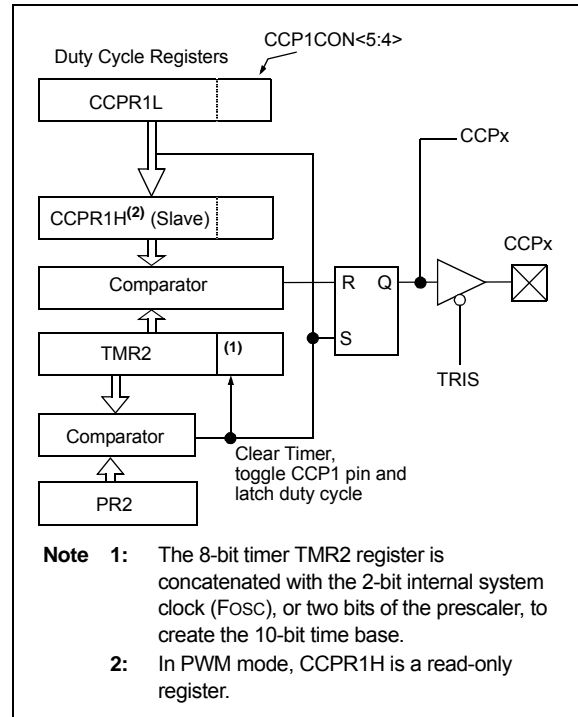 CCP1CON<5:4>
Duty Cycle Registers
CCPR1L
CCPx
CCPR1H(2) (Slave)
CCPx
Comparator
R Q
S
TMR2 (1)
TRIS
Comparator
Clear Timer,
toggle CCP1 pin and
latch duty cycle
PR2
Note 1: The 8-bit timer TMR2 register is
concatenated with the 2-bit internal system
clock (FOSC), or two bits of the prescaler, to
create the 10-bit time base.
2: In PWM mode, CCPR1H is a read-only
register.